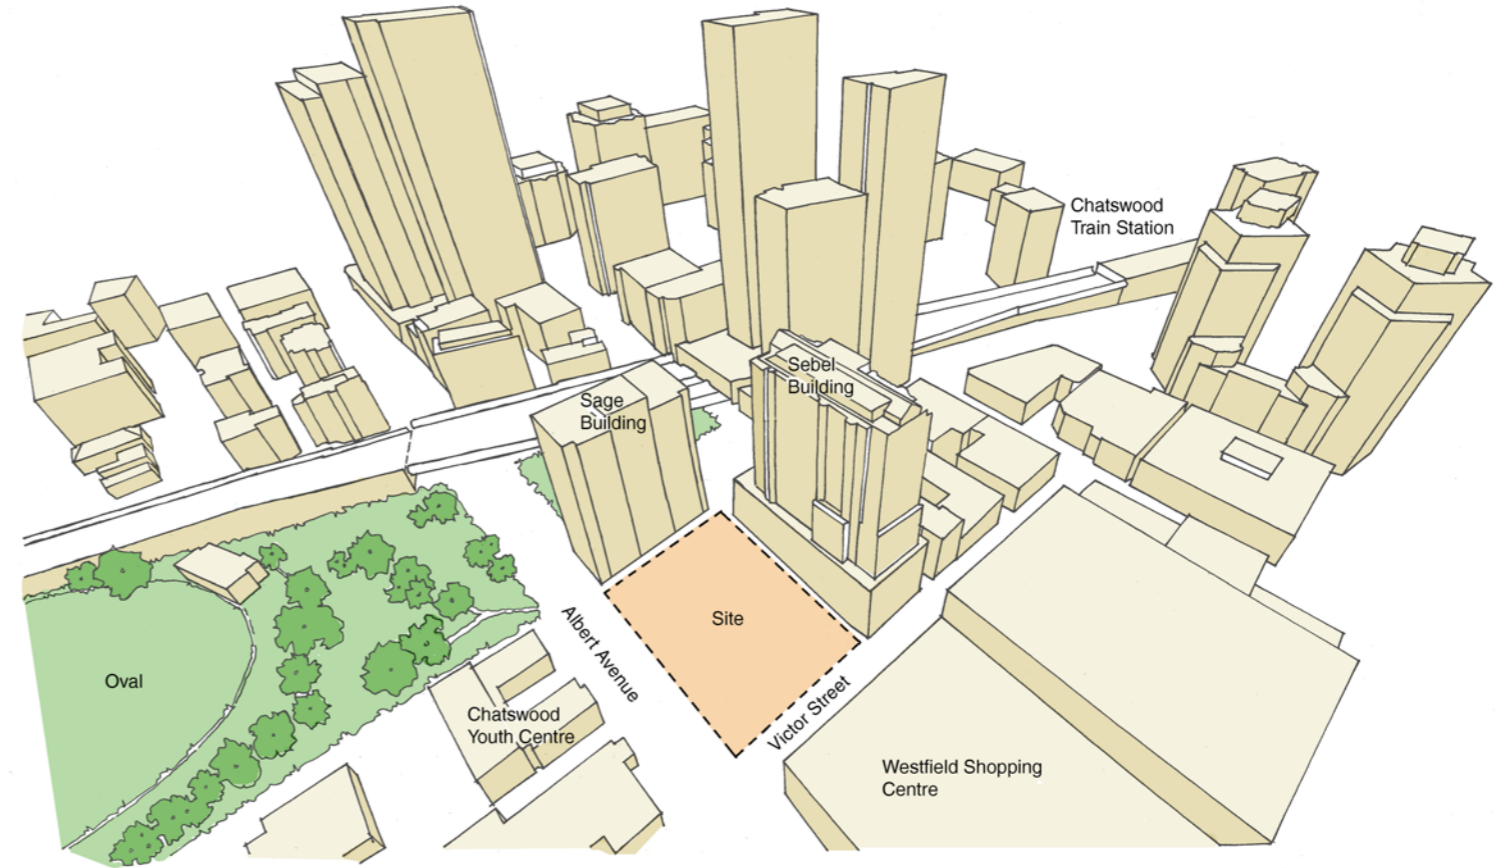 Chatswood
Train Station
Sebel
Building
Sage
Building
Site
Albert Avenue
Oval
Victor Street
Chatswood
Youth Centre
Westfield Shopping
Centre